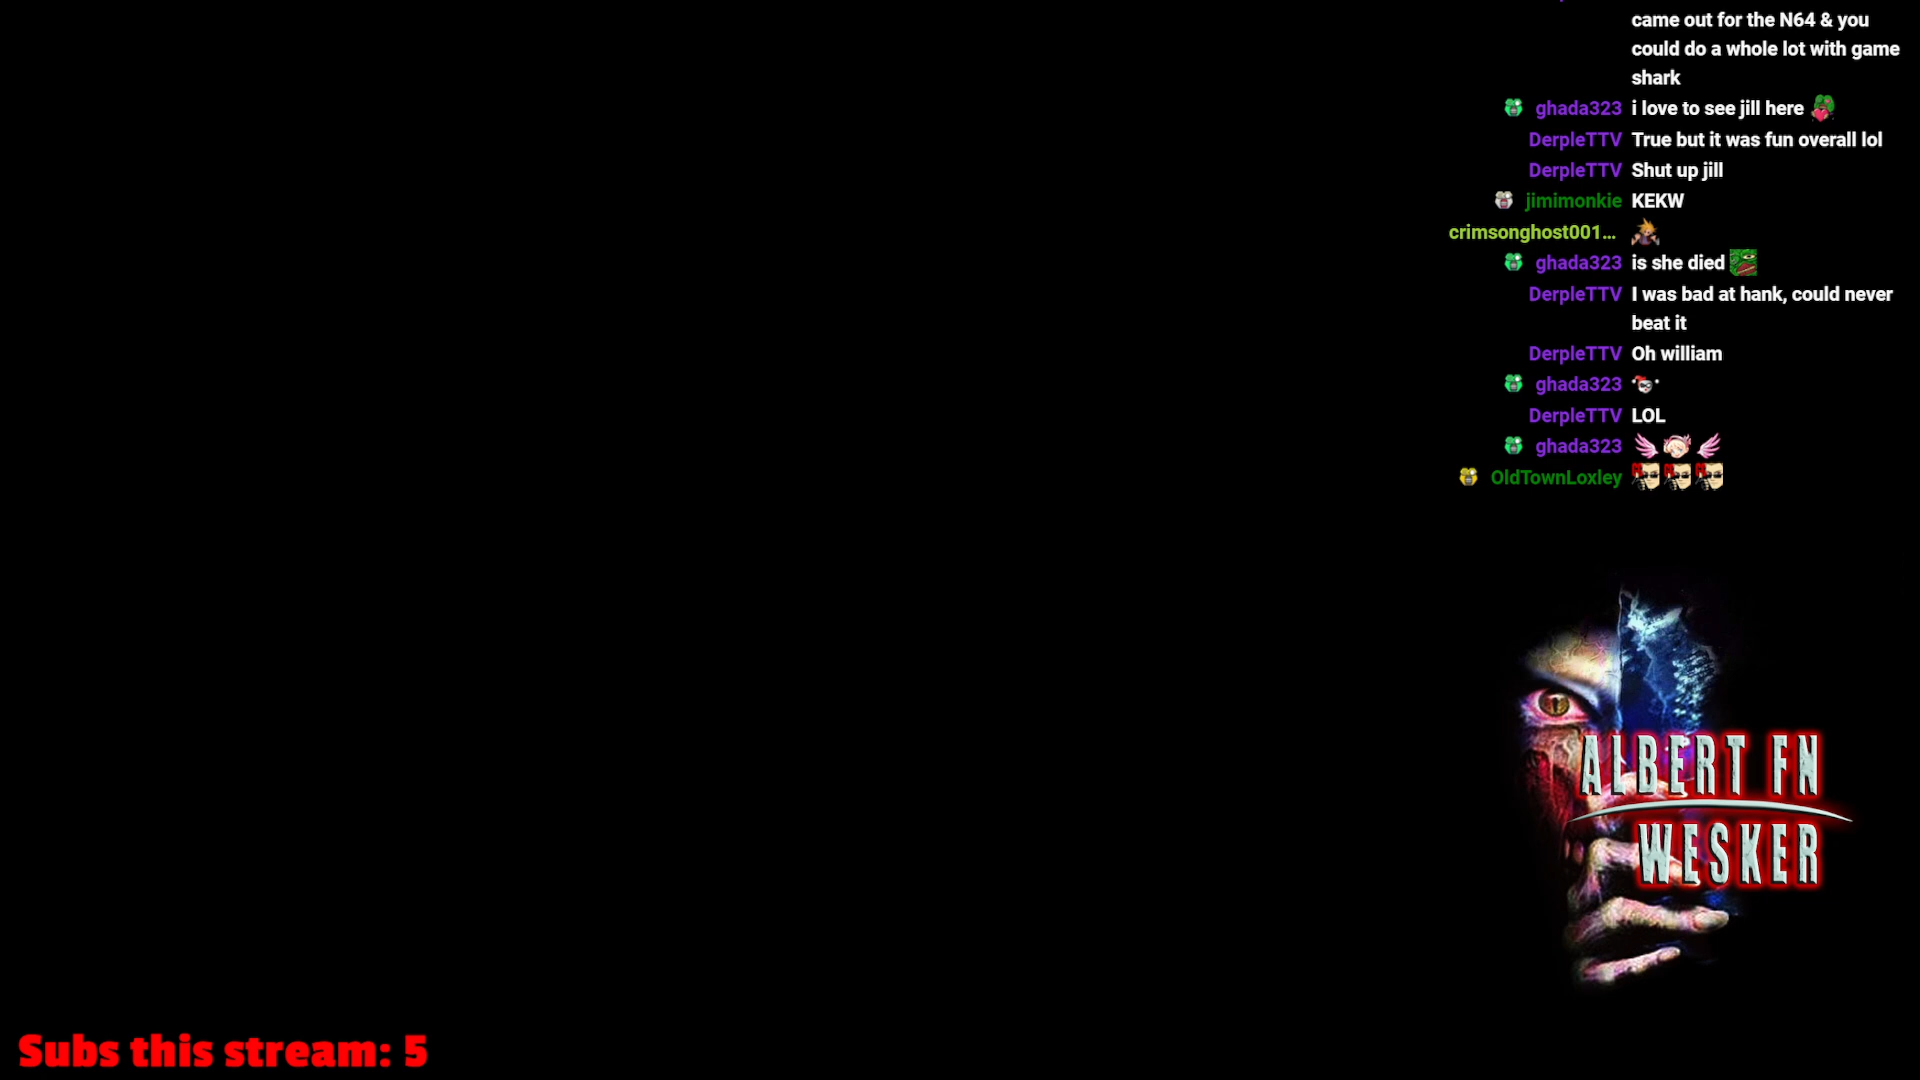 came out for the N64 & you
could do a whole lot with game
shark
ghada323 i love to see jill here
DerpleTTV True but it was fun overall lol
DerpleTTV Shut up jill
jimimonkie KEKW
crimsonghost001...
ghada323 is she died
DerpleTTV I was bad at hank, could never
beat it
DerpleTTV Oh william
ghada323
DerpleTTV LOL
ghada323
OldTownLoxley
ALBERT FN
WESKER
Subs this stream: 5